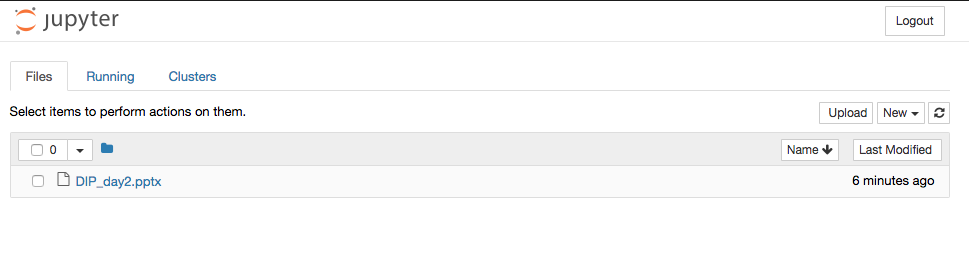 jupyter
Logout
Files Running Clusters
Select items to perform actions on them.
Upload New
0 Name Last Modified
DIP_day2.pptx 6 minutes ago